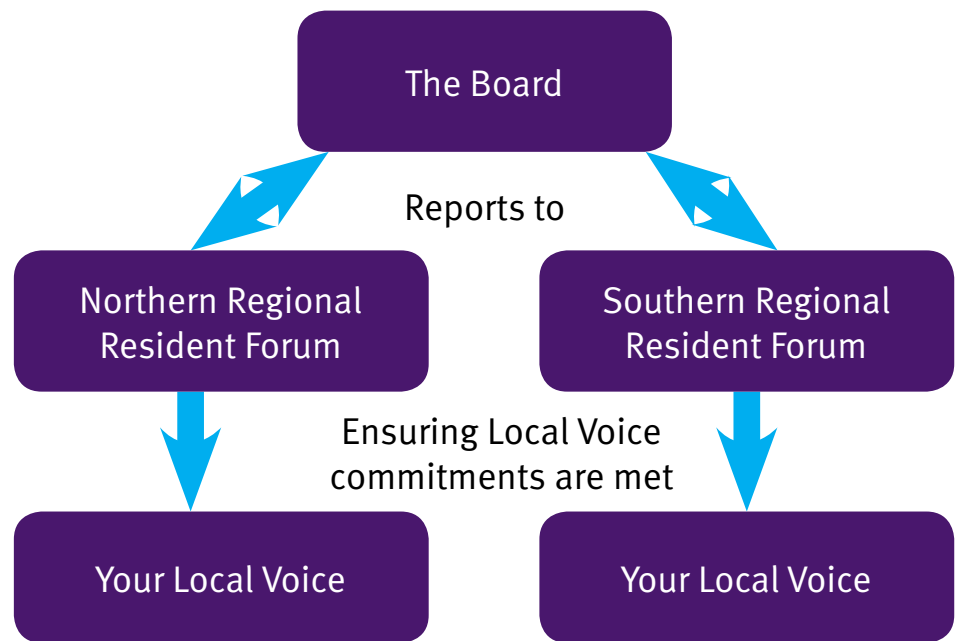 The Board
Reports to
Northern Regional
Resident Forum
Southern Regional
Resident Forum
Ensuring Local Voice
commitments are met
Your Local Voice
Your Local Voice